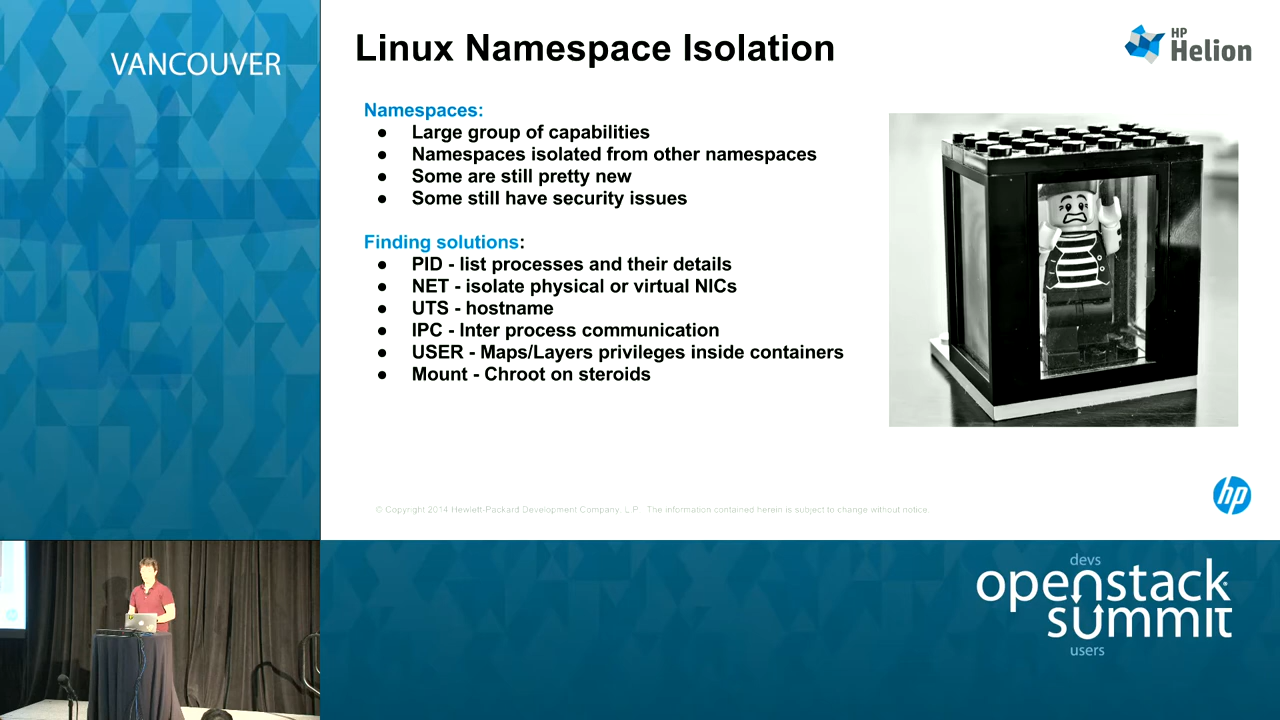 VANCOUVER
Linux Namespace Isolation
HP
Helion
Namespaces:
● Large group of capabilities
● Namespaces isolated from other namespaces
● Some are still pretty new
● Some still have security issues
Finding solutions:
● PID - list processes and their details
● NET - isolate physical or virtual NICs
● UTS - hostname
● IPC - Inter process communication
● USER - Maps/Layers privileges inside containers
● Mount - Chroot on steroids
hp
© Copyright 2014 Hewlett-Packard Development Company, L.P. The information contained herein is subject to change without notice.
devs
openstack
summit
users